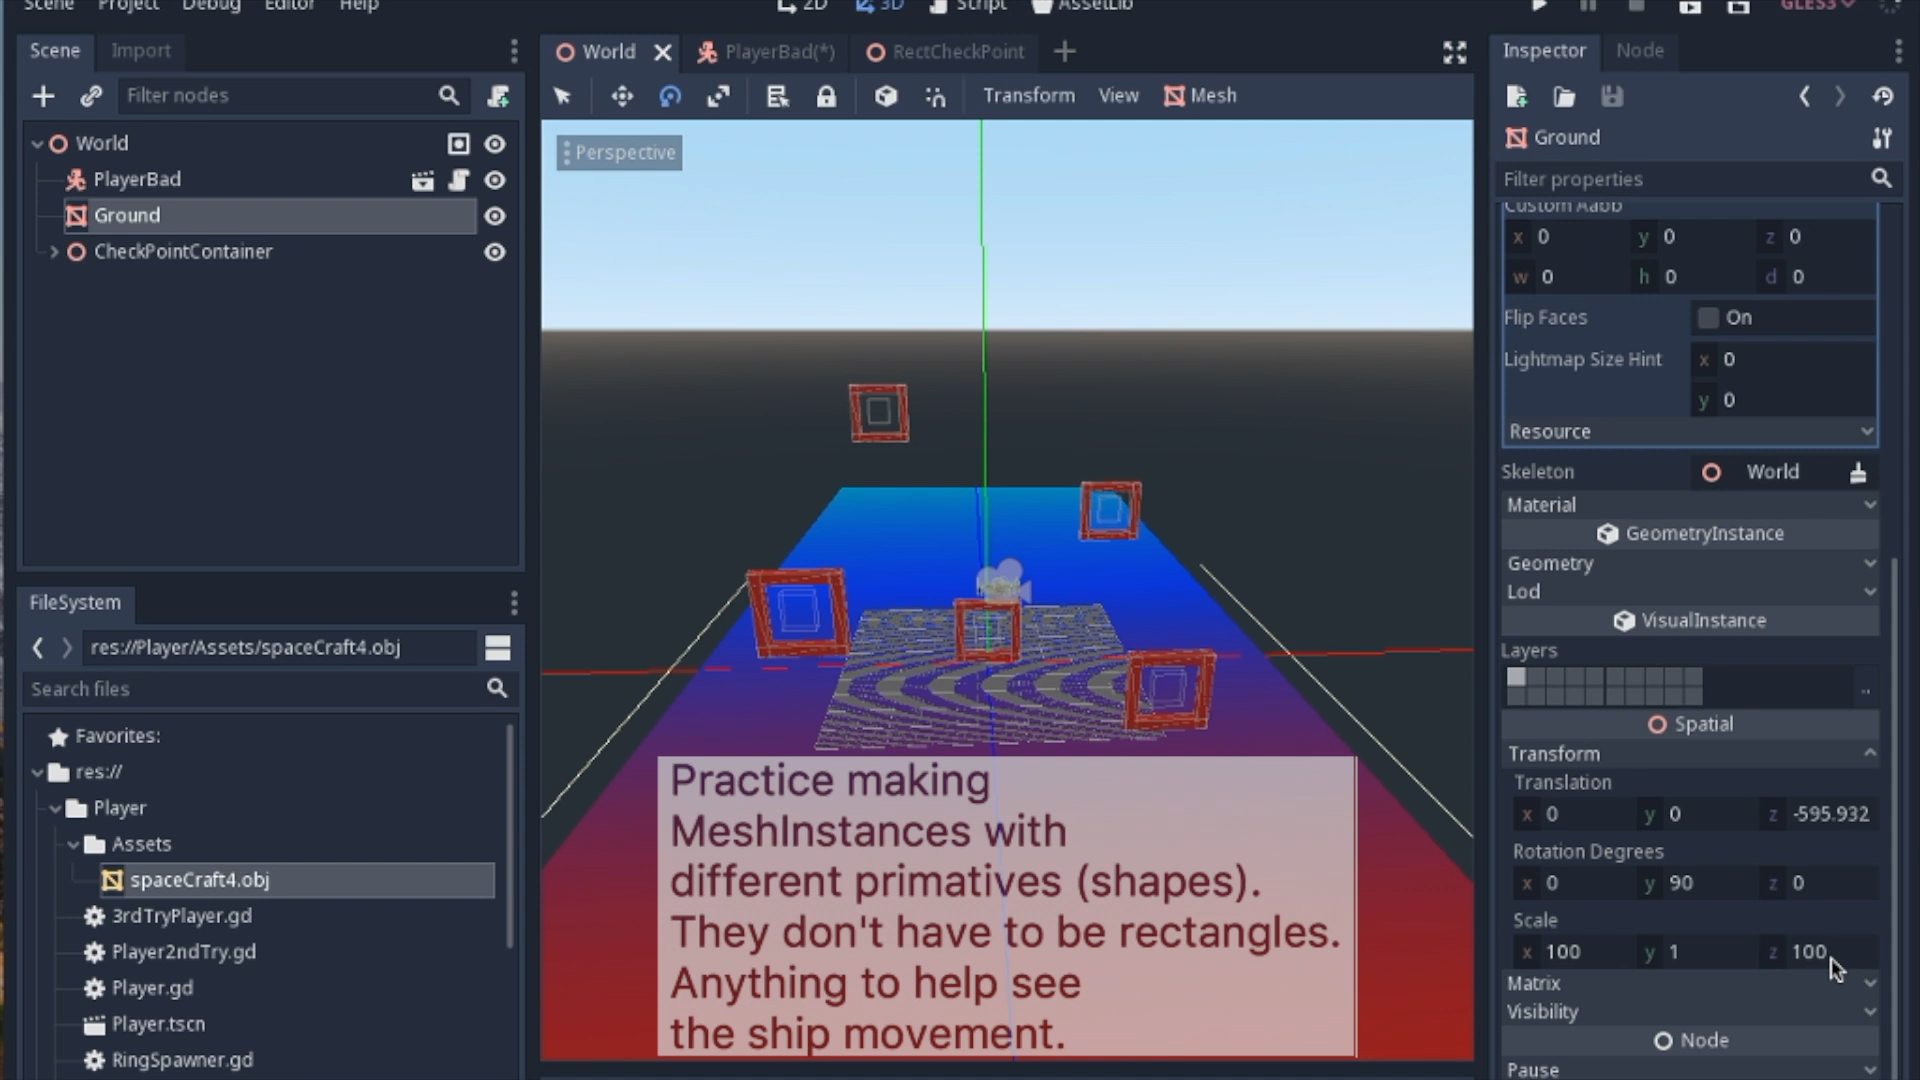 Scene Project Debug Editor Help
2D 3D Script AssetLib
GLES3
Scene Import
World PlayerBad(*) RectCheckPoint
Inspector Node
Filter nodes
Transform View Mesh
World
PlayerBad
Ground
CheckPointContainer
Perspective
Ground
Filter properties
Custom Aabb
x 0 y 0 z 0
w 0 h 0 d 0
Flip Faces On
Lightmap Size Hint x 0
y 0
Resource
Skeleton World
Material
GeometryInstance
Geometry
Lod
VisualInstance
Layers
..
Spatial
Transform
Translation
x 0 y 0 z -595.932
Rotation Degrees
x 0 y 90 z 0
Scale
x 100 y 1 z 100
Matrix
Visibility
Node
Pause
FileSystem
res://Player/Assets/spaceCraft4.obj
Search files
Favorites:
res://
Player
Assets
spaceCraft4.obj
3rdTryPlayer.gd
Player2ndTry.gd
Player.gd
Player.tscn
RingSpawner.gd
Practice making
MeshInstances with
different primatives (shapes).
They don't have to be rectangles.
Anything to help see
the ship movement.